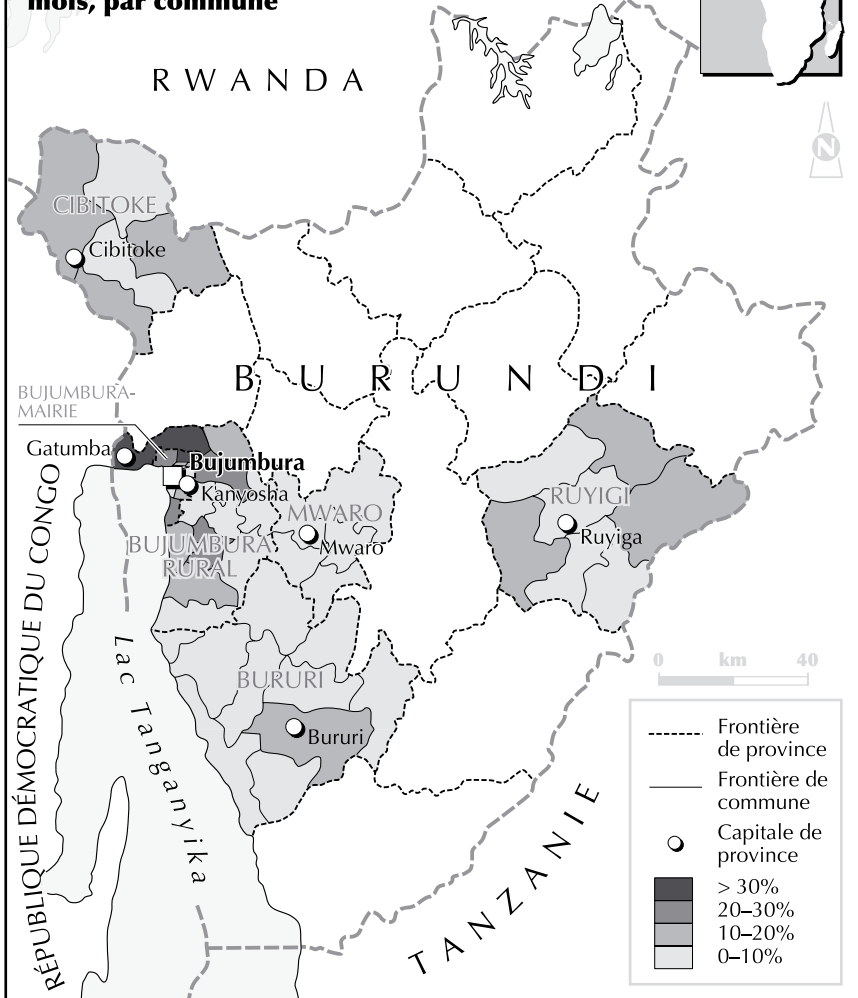 mois, par commune
RWANDA
N
CIBITOKE
Cibitoke
BURUNDI
BUJUMBURA-
MAIRIE
Gatumba
Bujumbura
Kanyosha
MWARO
Mwaro
RUYIGI
Ruyiga
BUJUMBURA
RURAL
BURURI
Bururi
RÉPUBLIQUE DÉMOCRATIQUE DU CONGO
Lac Tanganyika
TANZANIE
0 km 40
Frontière
de province
Frontière de
commune
Capitale de
province
> 30%
20–30%
10–20%
0–10%